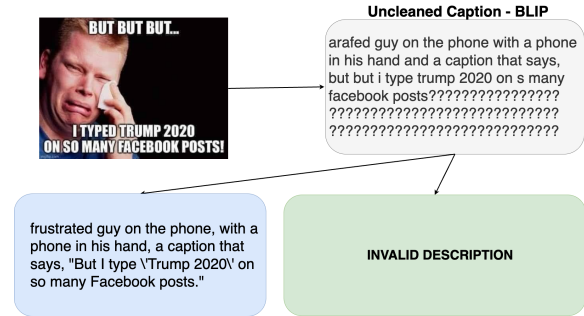 Uncleaned Caption - BLIP
BUT BUT BUT...
I TYPED TRUMP 2020
ON SO MANY FACEBOOK POSTS!
arafed guy on the phone with a phone
in his hand and a caption that says,
but but i type trump 2020 on s many
facebook posts????????????????
????????????????????????????
????????????????????????????
frustrated guy on the phone, with a
phone in his hand, a caption that
says, "But I type \'Trump 2020\' on
so many Facebook posts."
INVALID DESCRIPTION